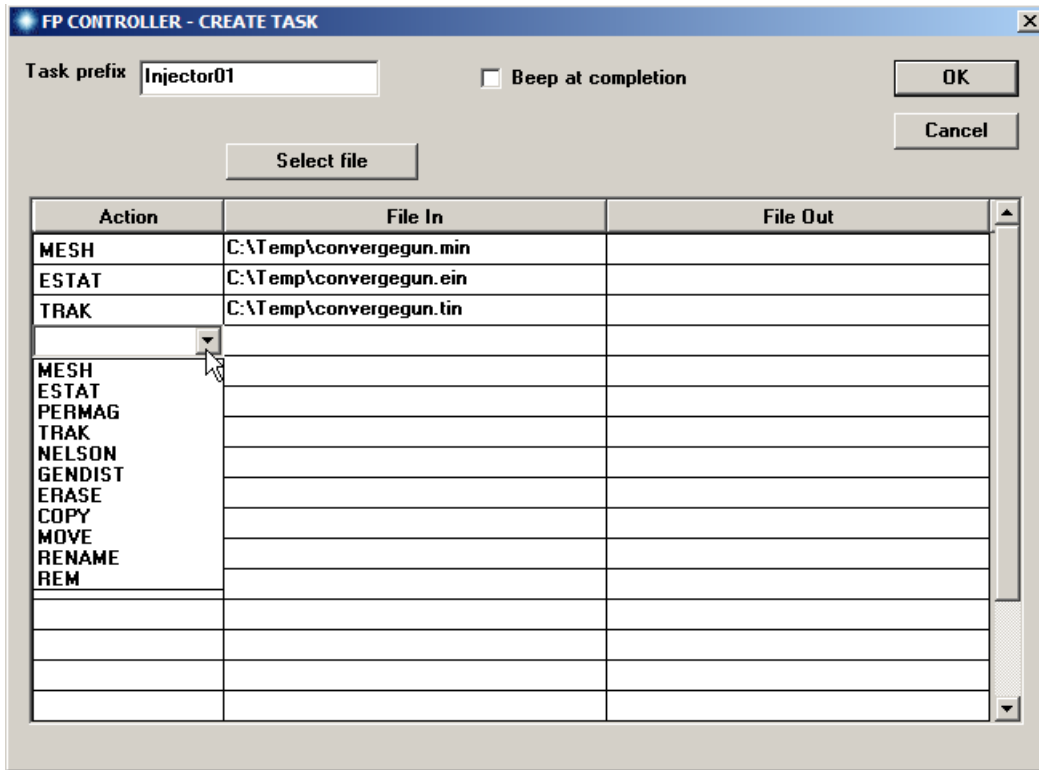 FP CONTROLLER - CREATE TASK
Task prefix Injector01 Beep at completion OK
Cancel
Select file
Action File In File Out
MESH C:\Temp\convergegun.min
ESTAT C:\Temp\convergegun.ein
TRAK C:\Temp\convergegun.tin
MESH
ESTAT
PERMAG
TRAK
NELSON
GENDIST
ERASE
COPY
MOVE
RENAME
REM